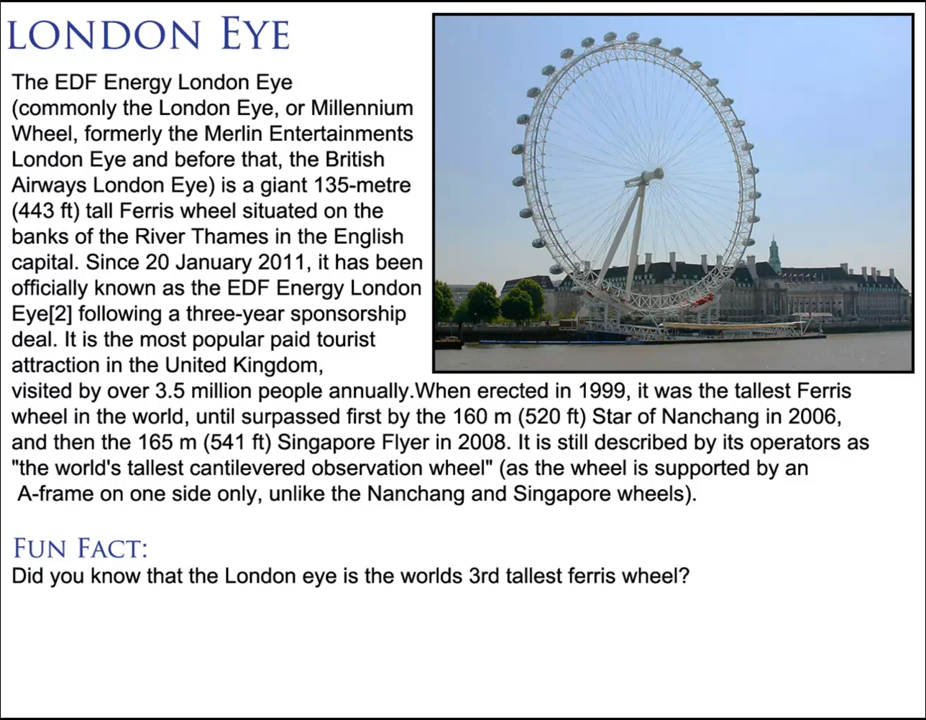 LONDON EYE
The EDF Energy London Eye
(commonly the London Eye, or Millennium
Wheel, formerly the Merlin Entertainments
London Eye and before that, the British
Airways London Eye) is a giant 135-metre
(443 ft) tall Ferris wheel situated on the
banks of the River Thames in the English
capital. Since 20 January 2011, it has been
officially known as the EDF Energy London
Eye[2] following a three-year sponsorship
deal. It is the most popular paid tourist
attraction in the United Kingdom,
visited by over 3.5 million people annually.When erected in 1999, it was the tallest Ferris
wheel in the world, until surpassed first by the 160 m (520 ft) Star of Nanchang in 2006,
and then the 165 m (541 ft) Singapore Flyer in 2008. It is still described by its operators as
"the world's tallest cantilevered observation wheel" (as the wheel is supported by an
A-frame on one side only, unlike the Nanchang and Singapore wheels).
FUN FACT:
Did you know that the London eye is the worlds 3rd tallest ferris wheel?